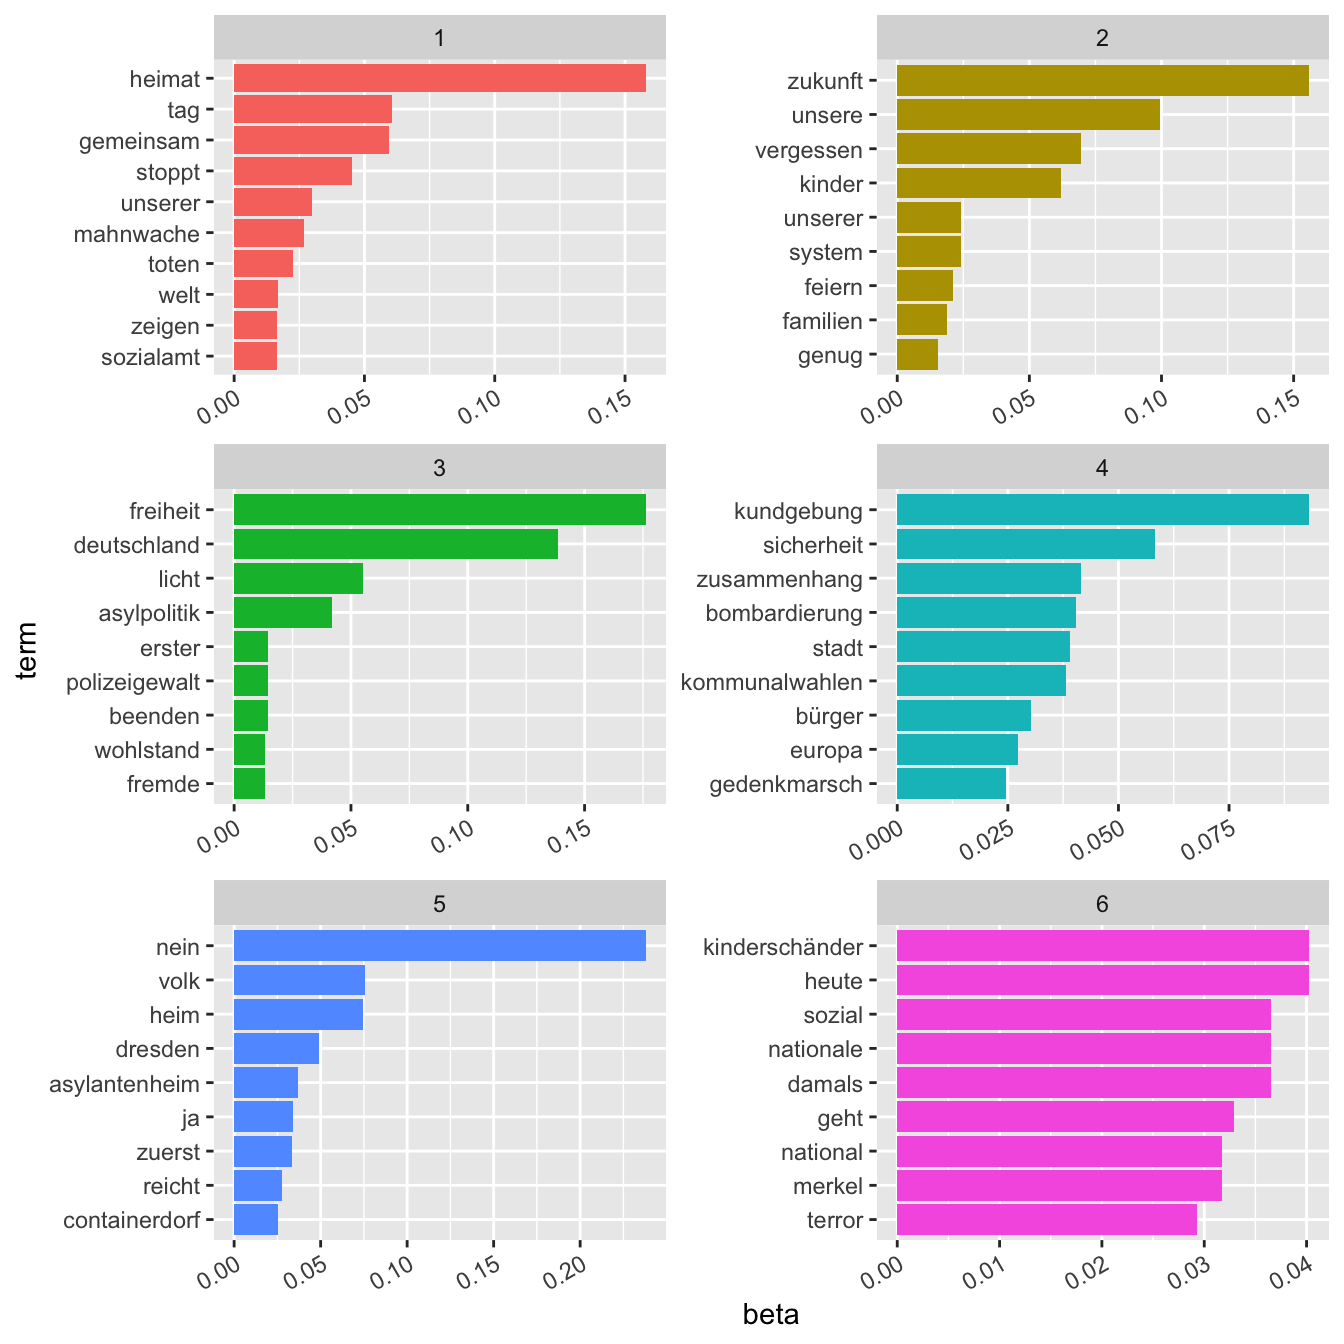 1
heimat
tag
gemeinsam
stoppt
unserer
mahnwache
toten
welt
zeigen
sozialamt
0.00 0.05 0.10 0.15
2
zukunft
unsere
vergessen
kinder
unserer
system
feiern
familien
genug
0.00 0.05 0.10 0.15
3
freiheit
deutschland
licht
asylpolitik
erster
polizeigewalt
beenden
wohlstand
fremde
0.00 0.05 0.10 0.15
4
kundgebung
sicherheit
zusammenhang
bombardierung
stadt
kommunalwahlen
bürger
europa
gedenkmarsch
0.000 0.025 0.050 0.075
5
nein
volk
heim
dresden
asylantenheim
ja
zuerst
reicht
containerdorf
0.00 0.05 0.10 0.15 0.20
6
kinderschänder
heute
sozial
nationale
damals
geht
national
merkel
terror
0.00 0.01 0.02 0.03 0.04
term
beta